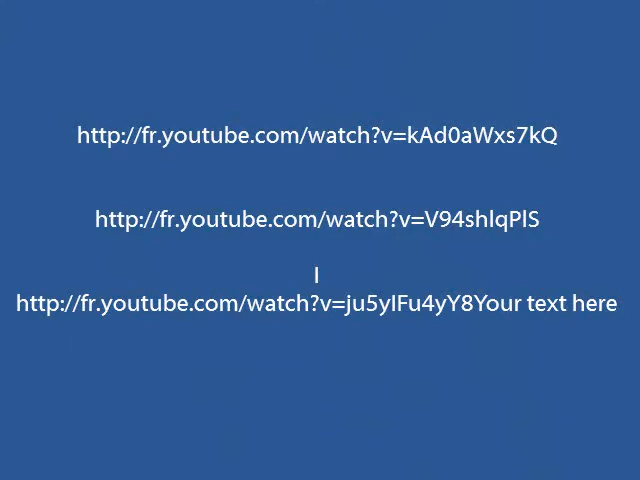 http://fr.youtube.com/watch?v=kAd0aWxs7kQ
http://fr.youtube.com/watch?v=V94shlqPlS
I
http://fr.youtube.com/watch?v=ju5yIFu4yY8Your text here